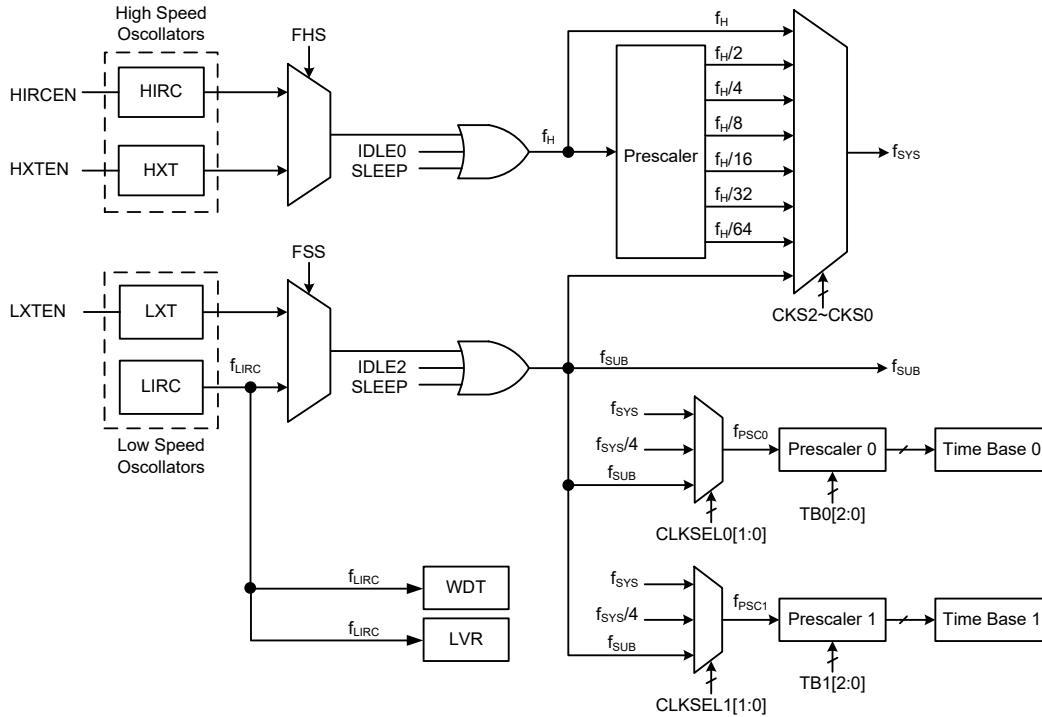 High Speed
Oscollators
FHS
HIRCEN
HIRC
HXTEN
HXT
IDLE0
SLEEP
fH
Prescaler
fH
fH/2
fH/4
fH/8
fH/16
fH/32
fH/64
fSYS
CKS2~CKS0
FSS
LXTEN
LXT
LIRC
fLIRC
Low Speed
Oscollators
IDLE2
SLEEP
fSUB
fSUB
fSYS
fSYS/4
fSUB
fPSC0
Prescaler 0
Time Base 0
CLKSEL0[1:0]
TB0[2:0]
fLIRC
WDT
fLIRC
LVR
fSYS
fSYS/4
fSUB
fPSC1
Prescaler 1
Time Base 1
CLKSEL1[1:0]
TB1[2:0]